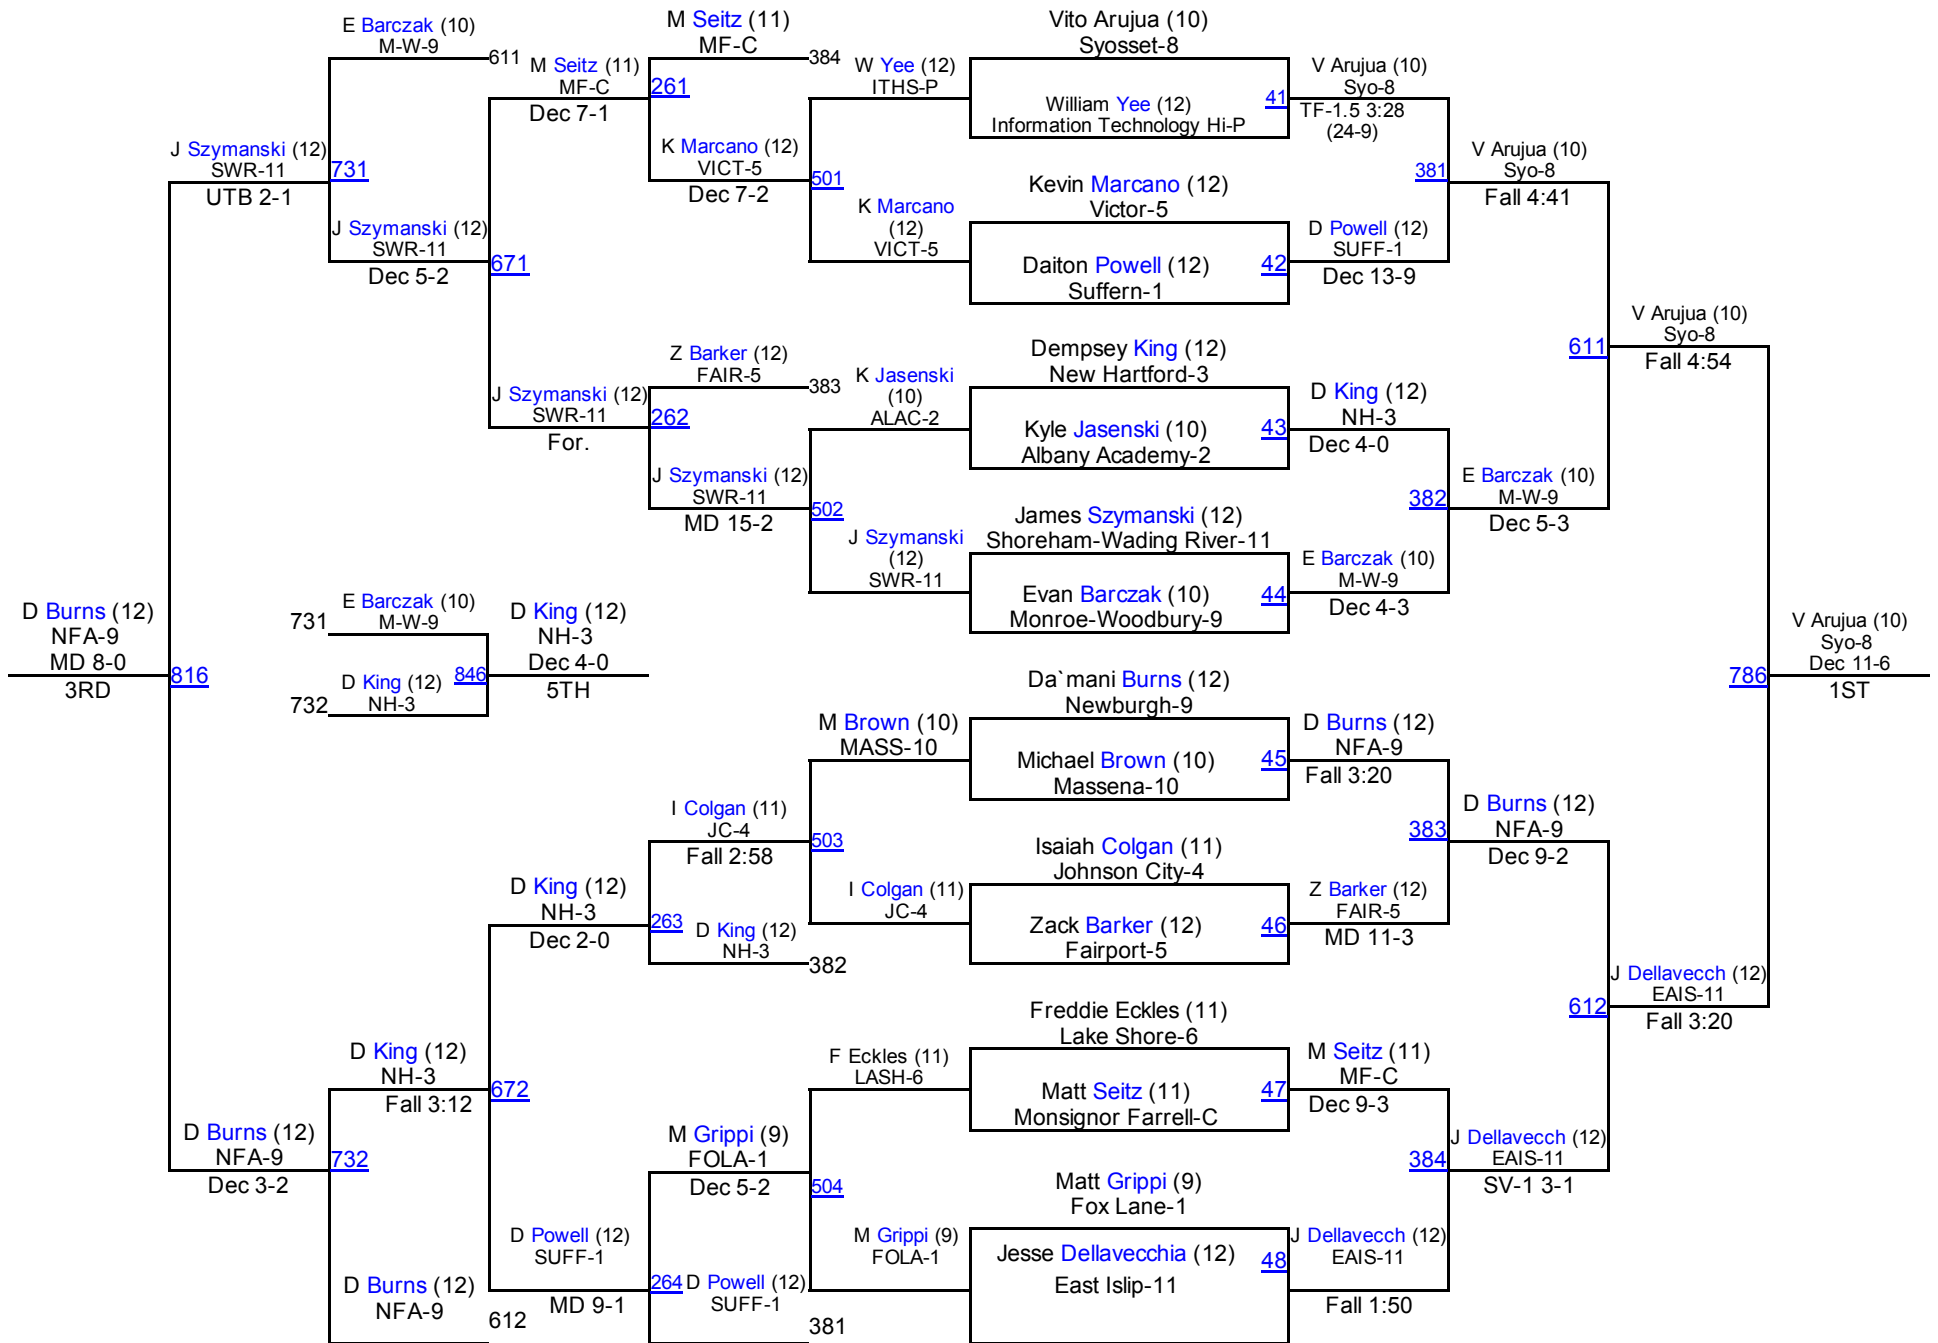 M Seitz (11)
MF-C
384
261
M Seitz (11)
MF-C
Dec 7-1
K Marcano (12)
VICT-5
Dec 7-2
E Barczak (10)
M-W-9
611
J Szymanski (12)
SWR-11
UTB 2-1
731
J Szymanski (12)
SWR-11
Dec 5-2
671
W Yee (12)
ITHS-P
501
K Marcano
(12)
VICT-5
Vito Arujua (10)
Syosset-8
William Yee (12)
Information Technology Hi-P
41
V Arujua (10)
Syo-8
TF-1.5 3:28
(24-9)
Kevin Marcano (12)
Victor-5
Daiton Powell (12)
Suffern-1
42
D Powell (12)
SUFF-1
Dec 13-9
381
V Arujua (10)
Syo-8
Fall 4:41
Z Barker (12)
FAIR-5
383
J Szymanski (12)
SWR-11
For.
262
J Szymanski (12)
SWR-11
MD 15-2
K Jasenski
(10)
ALAC-2
502
J Szymanski
(12)
SWR-11
Dempsey King (12)
New Hartford-3
Kyle Jasenski (10)
Albany Academy-2
43
D King (12)
NH-3
Dec 4-0
James Szymanski (12)
Shoreham-Wading River-11
Evan Barczak (10)
Monroe-Woodbury-9
44
E Barczak (10)
M-W-9
Dec 4-3
382
E Barczak (10)
M-W-9
Dec 5-3
611
V Arujua (10)
Syo-8
Fall 4:54
D Burns (12)
NFA-9
MD 8-0
3RD
816
731
E Barczak (10)
M-W-9
732
D King (12)
NH-3
846
D King (12)
NH-3
Dec 4-0
5TH
786
V Arujua (10)
Syo-8
Dec 11-6
1ST
M Brown (10)
MASS-10
I Colgan (11)
JC-4
Fall 2:58
503
I Colgan (11)
JC-4
D King (12)
NH-3
Dec 2-0
263
D King (12)
NH-3
382
Da`mani Burns (12)
Newburgh-9
Michael Brown (10)
Massena-10
45
D Burns (12)
NFA-9
Fall 3:20
Isaiah Colgan (11)
Johnson City-4
Zack Barker (12)
Fairport-5
46
Z Barker (12)
FAIR-5
MD 11-3
383
D Burns (12)
NFA-9
Dec 9-2
D King (12)
NH-3
Fall 3:12
672
D Burns (12)
NFA-9
Dec 3-2
732
D Burns (12)
NFA-9
612
F Eckles (11)
LASH-6
M Grippi (9)
FOLA-1
Dec 5-2
504
M Grippi (9)
FOLA-1
D Powell (12)
SUFF-1
MD 9-1
264
D Powell (12)
SUFF-1
381
Freddie Eckles (11)
Lake Shore-6
Matt Seitz (11)
Monsignor Farrell-C
47
M Seitz (11)
MF-C
Dec 9-3
Matt Grippi (9)
Fox Lane-1
Jesse Dellavecchia (12)
East Islip-11
48
J Dellavecch (12)
EAIS-11
Fall 1:50
384
J Dellavecch (12)
EAIS-11
SV-1 3-1
612
J Dellavecch (12)
EAIS-11
Fall 3:20